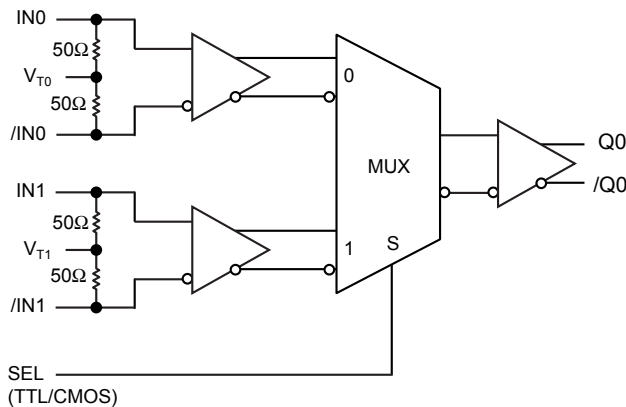 IN0
50Ω
VT0
50Ω
/IN0
0
MUX
Q0
/Q0
IN1
50Ω
VT1
50Ω
/IN1
1
S
SEL
(TTL/CMOS)